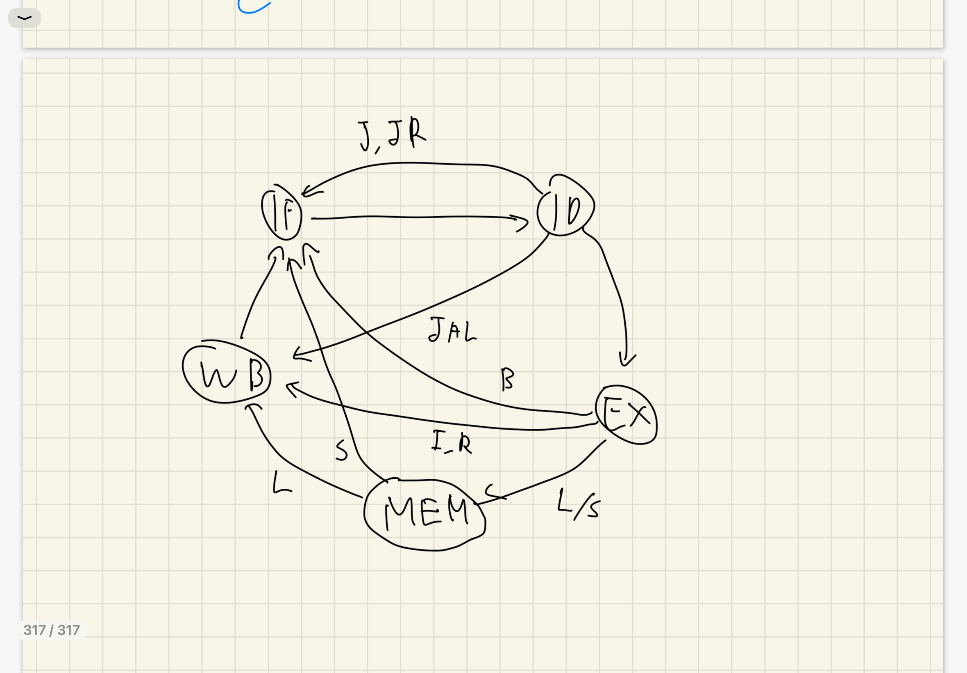 J, JR
IF
ID
JAL
WB
B
EX
I_R
S
L
MEM
L/S
317 / 317